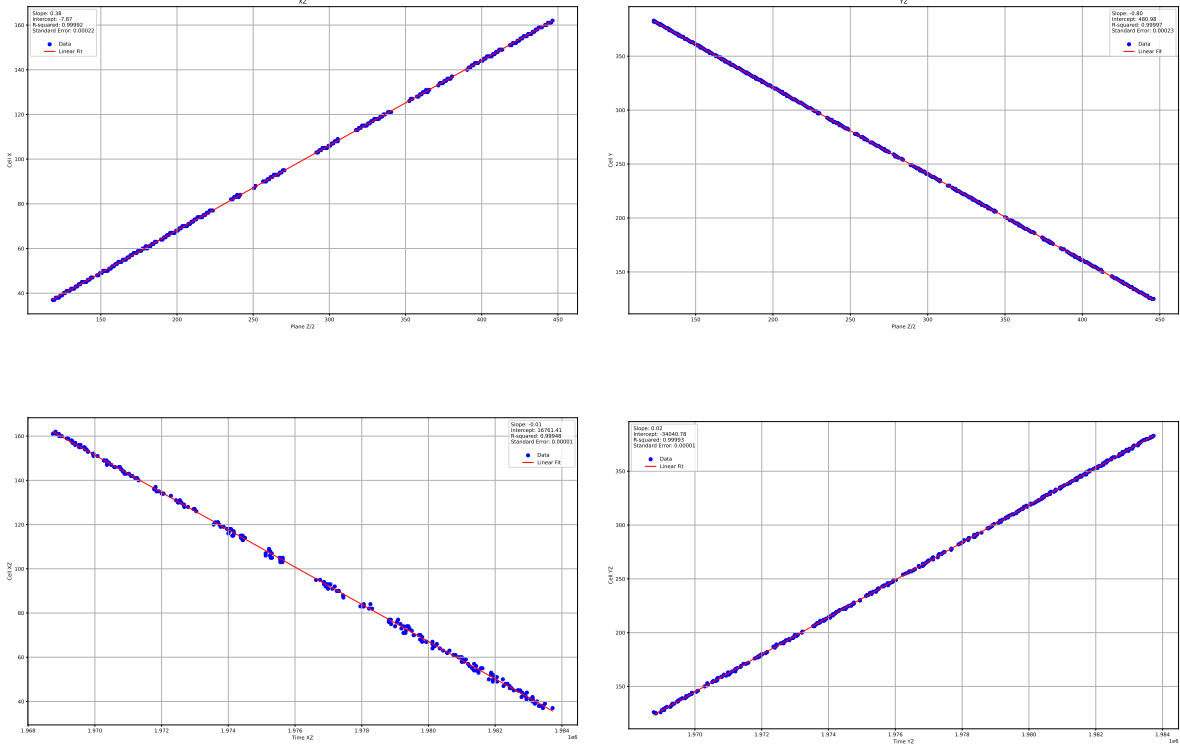 XZ
Slope: 0.38
Intercept: -7.87
R-squared: 0.99992
Standard Error: 0.00022
Data
Linear Fit
160
140
120
100
80
60
40
Cell X
150
200
250
300
350
400
450
Plane Z/2
YZ
Slope: -0.80
Intercept: 480.98
R-squared: 0.99997
Standard Error: 0.00023
Data
Linear Fit
350
300
250
200
150
Cell Y
150
200
250
300
350
400
450
Plane Z/2
Slope: -0.01
Intercept: 16761.41
R-squared: 0.99948
Standard Error: 0.00001
Data
Linear Fit
160
140
120
100
80
60
40
Cell XZ
1.968
1.970
1.972
1.974
1.976
1.978
1.980
1.982
1.984
1e6
Time XZ
Slope: 0.02
Intercept: -34040.78
R-squared: 0.99993
Standard Error: 0.00001
Data
Linear Fit
350
300
250
200
150
Cell YZ
1.970
1.972
1.974
1.976
1.978
1.980
1.982
1.984
1e6
Time YZ